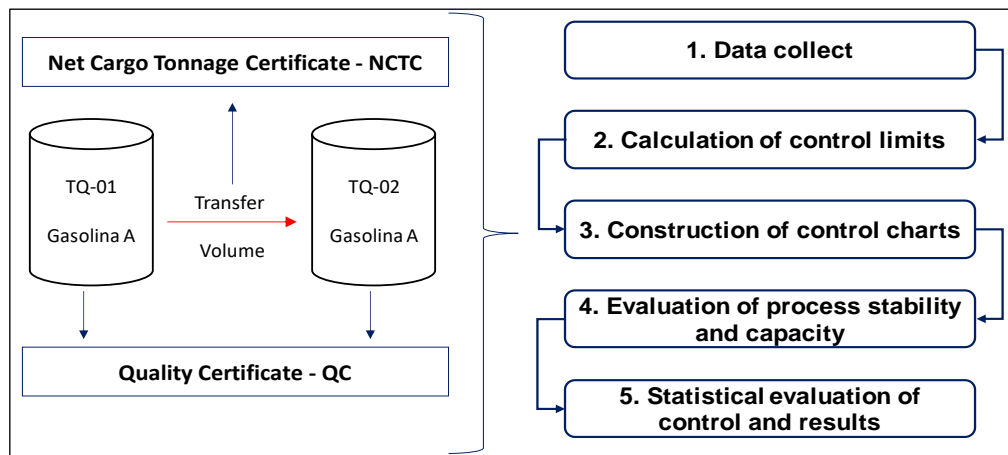 Net Cargo Tonnage Certificate - NCTC
TQ-01
Gasolina A
Transfer
Volume
TQ-02
Gasolina A
Quality Certificate - QC
1. Data collect
2. Calculation of control limits
3. Construction of control charts
4. Evaluation of process stability
and capacity
5. Statistical evaluation of
control and results